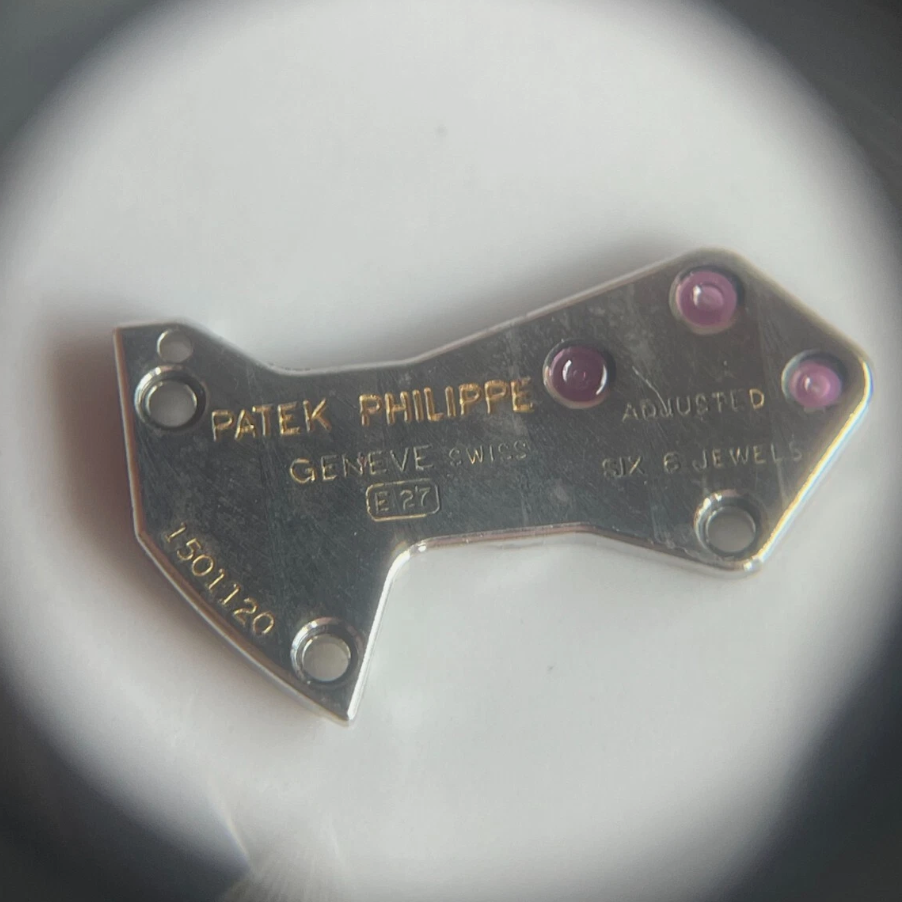 PATEK PHILIPPE
GENEVE SWISS
E 27
ADJUSTED
SIX 6 JEWELS
1501120